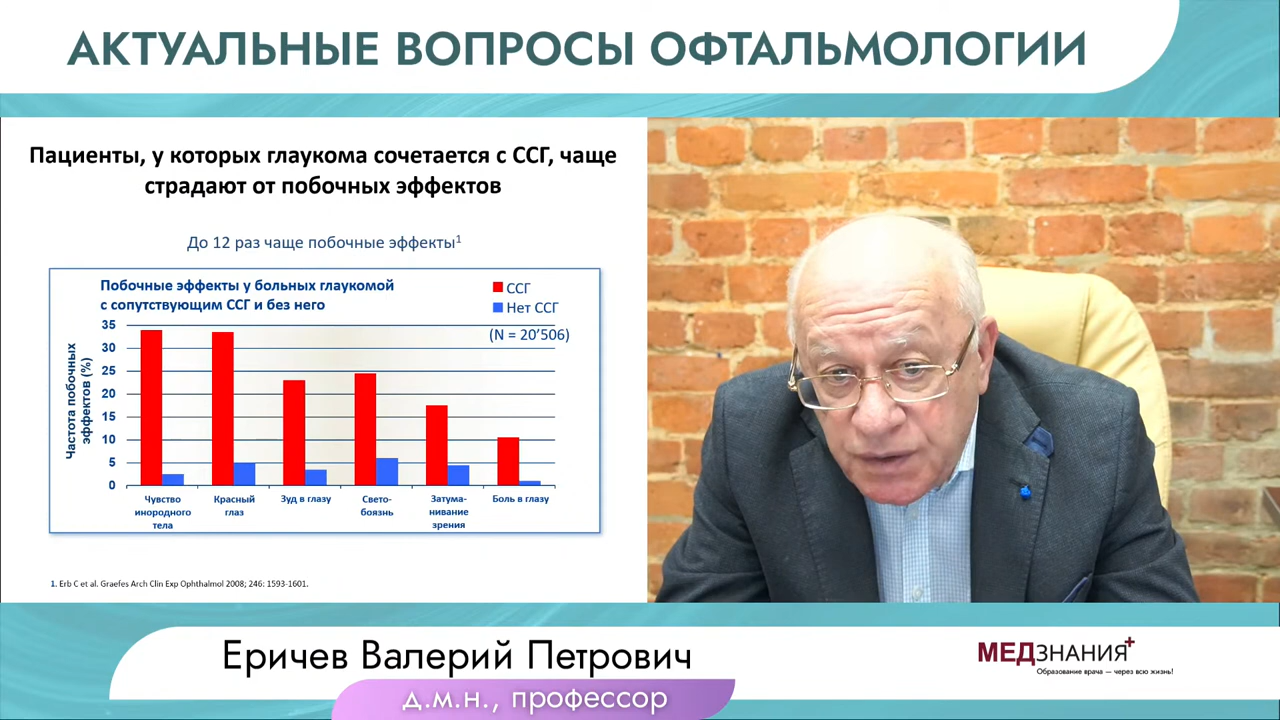 АКТУАЛЬНЫЕ ВОПРОСЫ ОФТАЛЬМОЛОГИИ
Пациенты, у которых глаукома сочетается с ССГ, чаще
страдают от побочных эффектов
До 12 раз чаще побочные эффекты¹
Побочные эффекты у больных глаукомой
с сопутствующим ССГ и без него
ССГ
Нет ССГ
(N = 20’506)
Частота побочных
эффектов (%)
35
30
25
20
15
10
5
0
Чувство
инородного
тела
Красный
глаз
Зуд в глазу
Свето-
боязнь
Затума-
нивание
зрения
Боль в глазу
1. Erb C et al. Graefes Arch Clin Exp Ophthalmol 2008; 246: 1593-1601.
Еричев Валерий Петрович
д.м.н., профессор
МЕДЗНАНИЯ+
Образование врача — через всю жизнь!